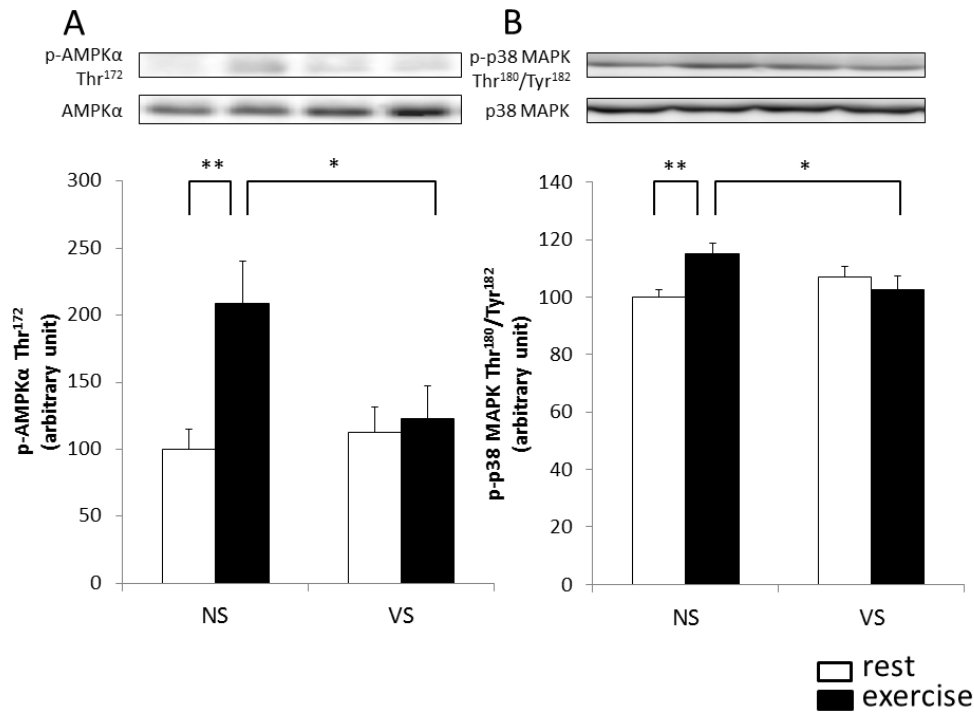 A
p-AMPKα
Thr¹⁷²
AMPKα
**
*
300
250
200
150
100
50
0
p-AMPKα Thr¹⁷²
(arbitrary unit)
NS
VS
B
p-p38 MAPK
Thr¹⁸⁰/Tyr¹⁸²
p38 MAPK
**
*
140
120
100
80
60
40
20
0
p-p38 MAPK Thr¹⁸⁰/Tyr¹⁸²
(arbitrary unit)
NS
VS
rest
exercise